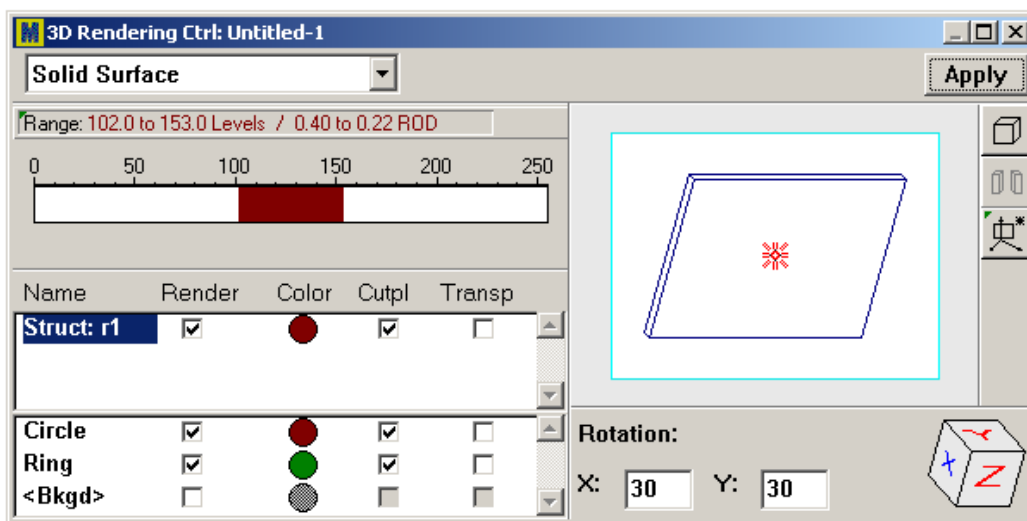 3D Rendering Ctrl: Untitled-1
Solid Surface
Apply
Range: 102.0 to 153.0 Levels / 0.40 to 0.22 ROD
0 50 100 150 200 250
Name Render Color Cutpl Transp
Struct: r1
Circle
Ring
<Bkgd>
Rotation:
X: 30 Y: 30
Y
X Z